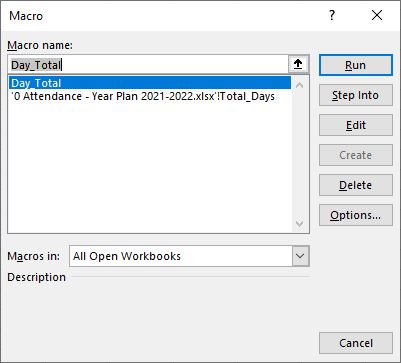 Macro
?
Macro name:
Day_Total
Run
Day_Total
'0 Attendance - Year Plan 2021-2022.xlsx'!Total_Days
Step Into
Edit
Create
Delete
Options...
Macros in:
All Open Workbooks
Description
Cancel